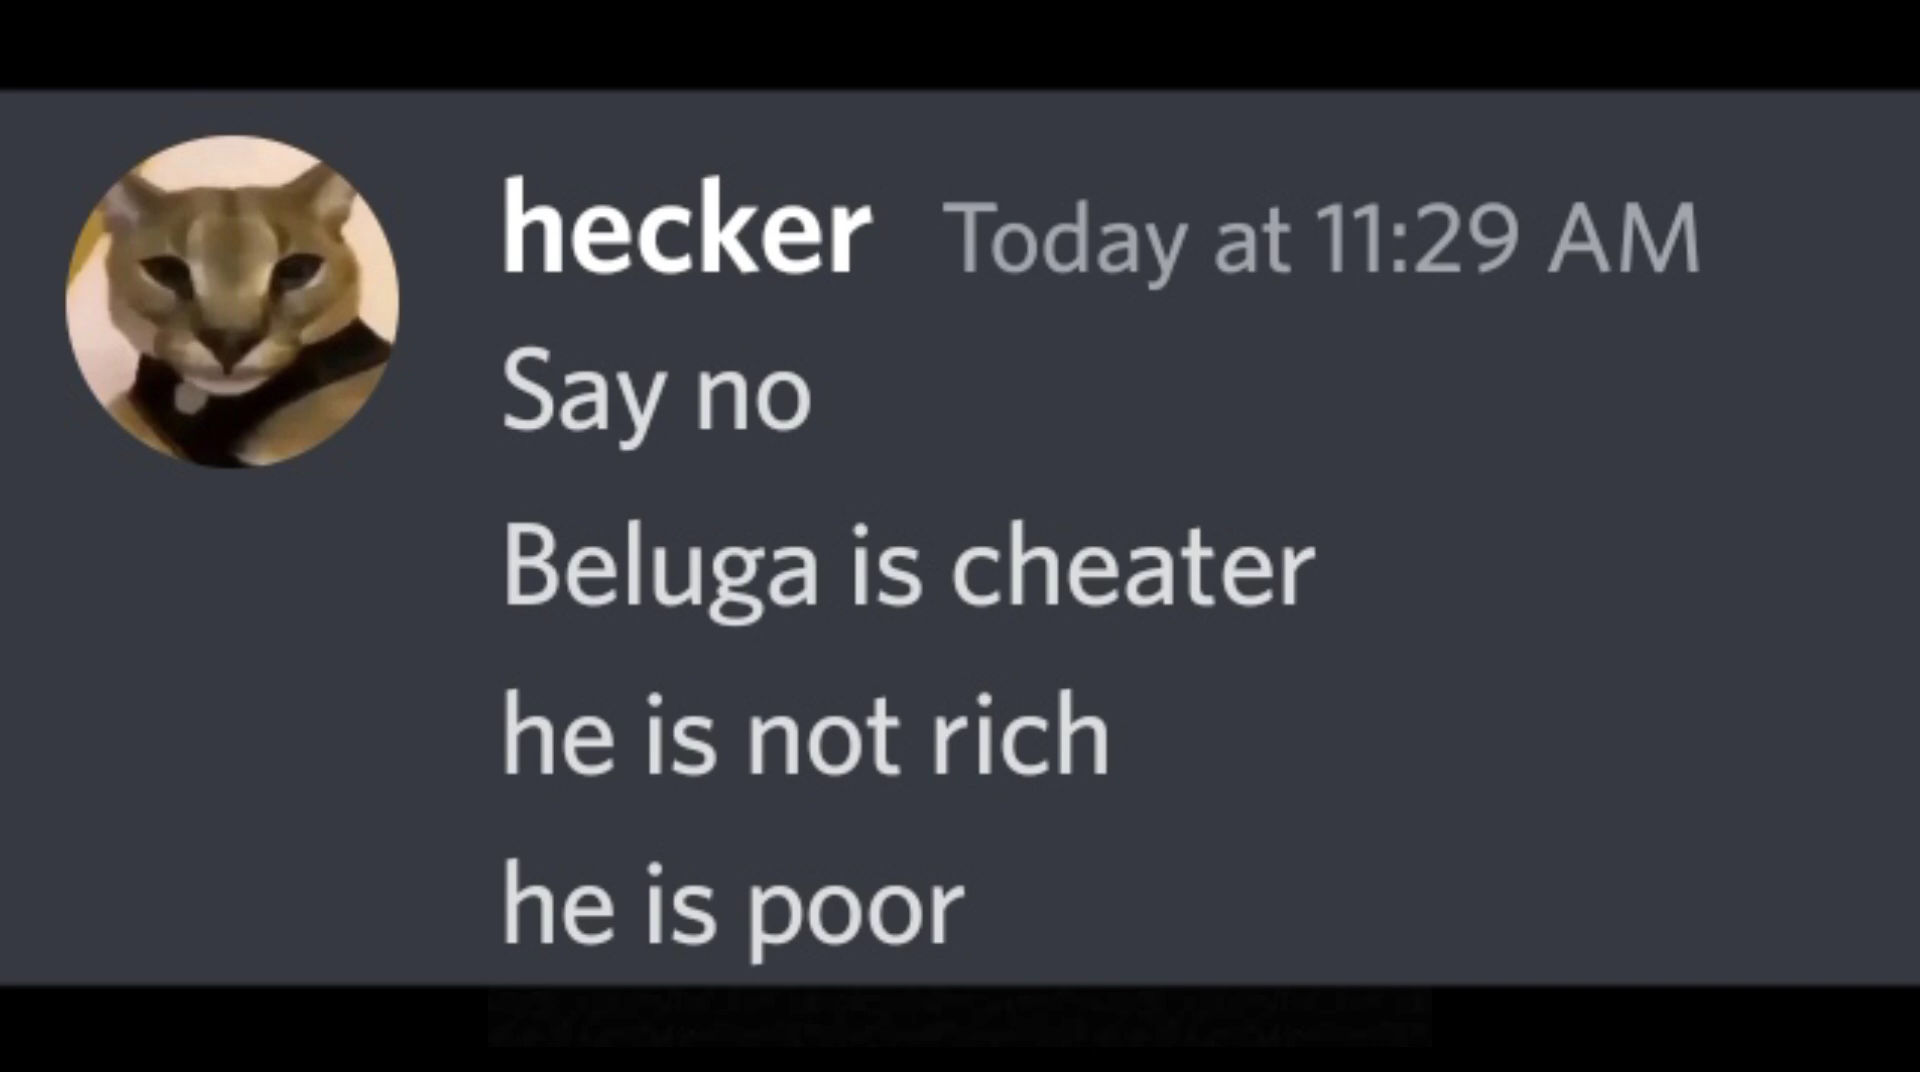 hecker Today at 11:29 AM
Say no
Beluga is cheater
he is not rich
he is poor